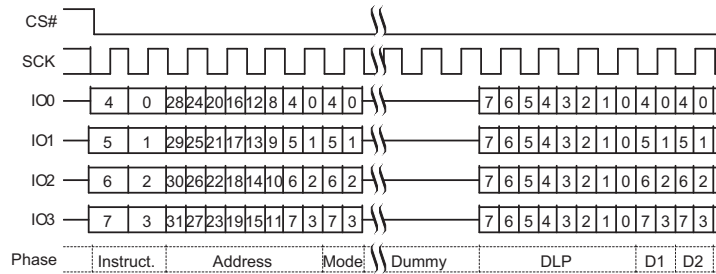 CS#
SCK
IO0 4 0 28 24 20 16 12 8 4 0 4 0 7 6 5 4 3 2 1 0 4 0 4 0
IO1 5 1 29 25 21 17 13 9 5 1 5 1 7 6 5 4 3 2 1 0 5 1 5 1
IO2 6 2 30 26 22 18 14 10 6 2 6 2 7 6 5 4 3 2 1 0 6 2 6 2
IO3 7 3 31 27 23 19 15 11 7 3 7 3 7 6 5 4 3 2 1 0 7 3 7 3
Phase Instruct. Address Mode Dummy DLP D1 D2